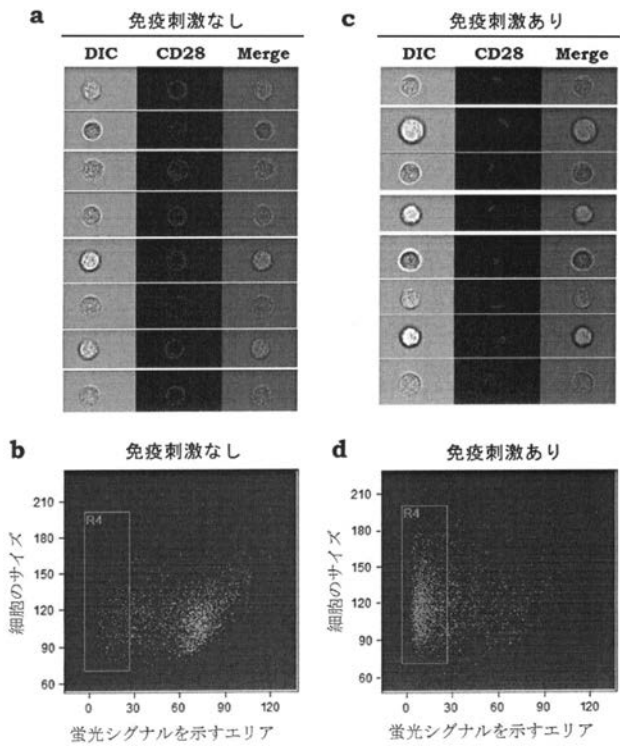 a
免疫刺激なし
DIC CD28 Merge
c
免疫刺激あり
DIC CD28 Merge
b
免疫刺激なし
細胞のサイズ
210
180
150
120
90
60
R4
0 30 60 90 120
蛍光シグナルを示すエリア
d
免疫刺激あり
細胞のサイズ
210
180
150
120
90
60
R4
0 30 60 90 120
蛍光シグナルを示すエリア